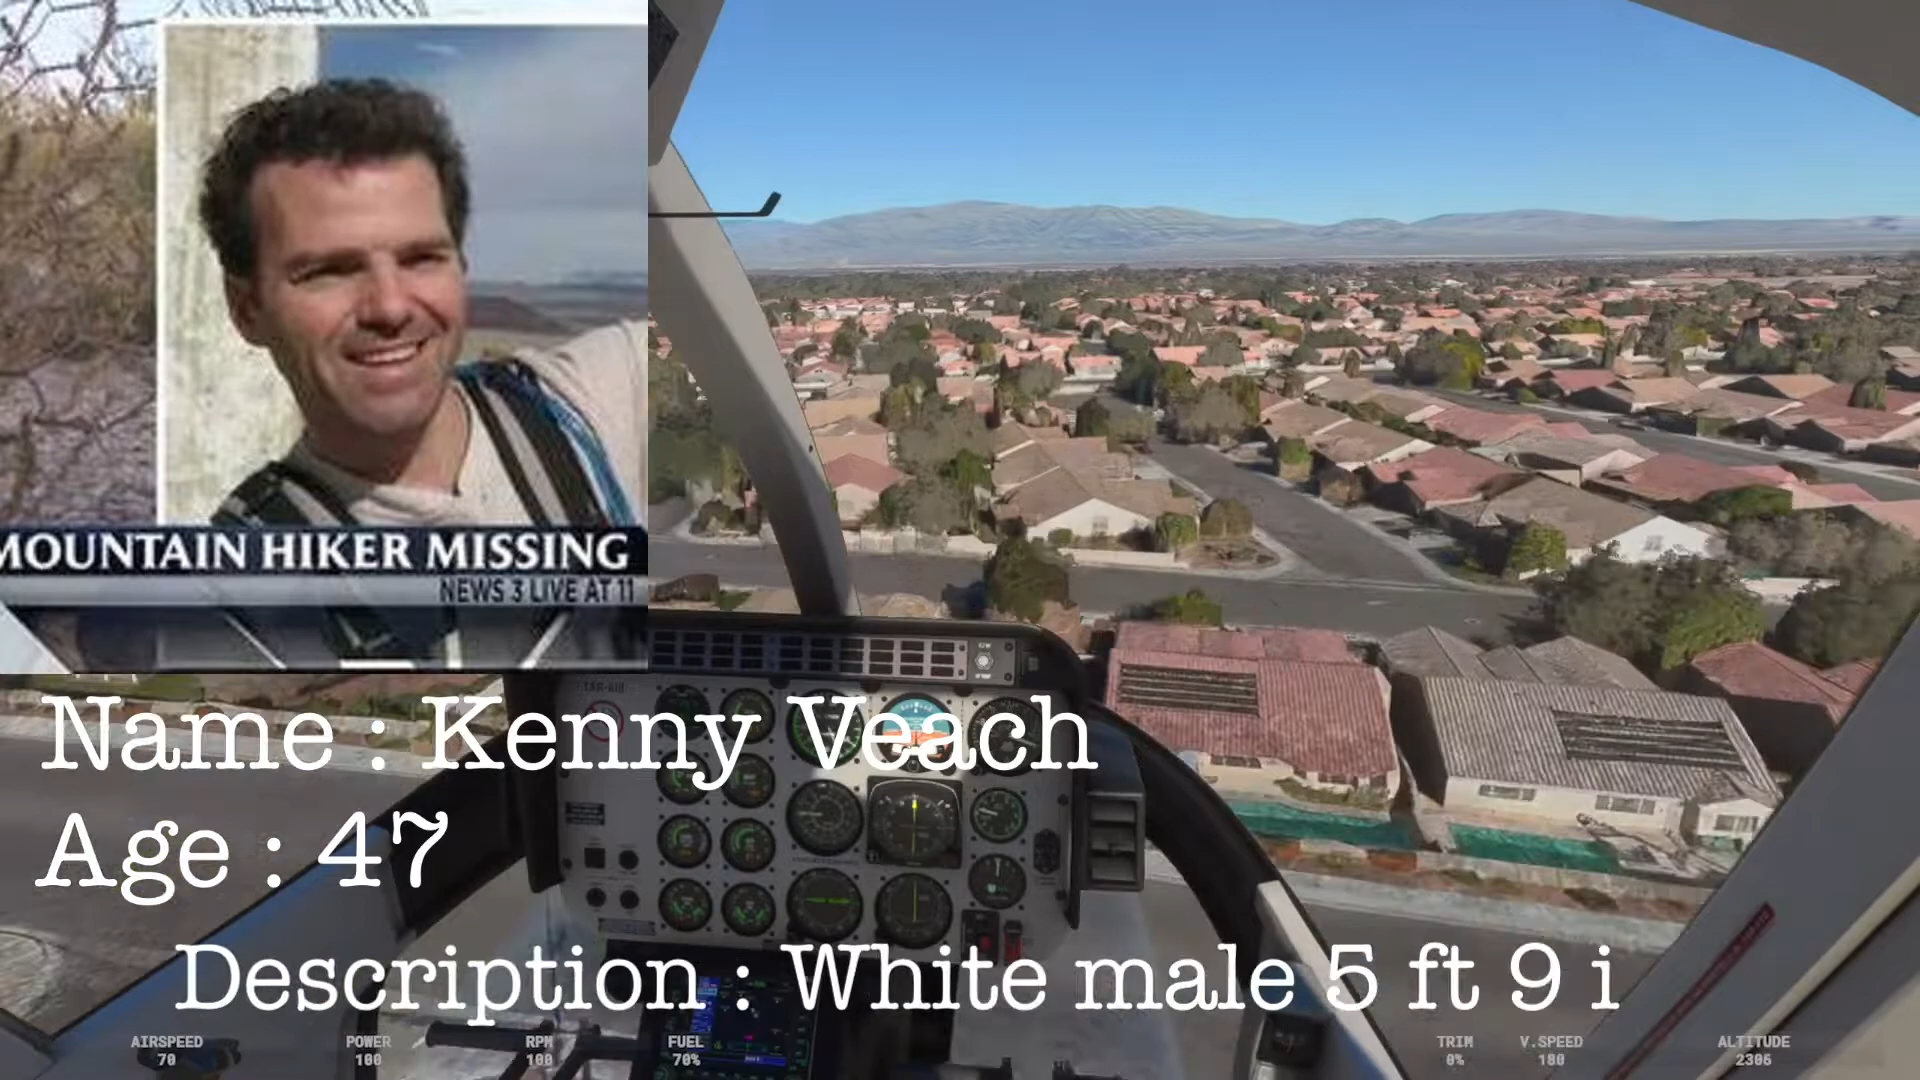 MOUNTAIN HIKER MISSING
NEWS 3 LIVE AT 11
Name : Kenny Veach
Age : 47
Description : White male 5 ft 9 i
AIRSPEED POWER RPM FUEL TRIM V.SPEED ALTITUDE
70 100 100 70% 0% 180 2306